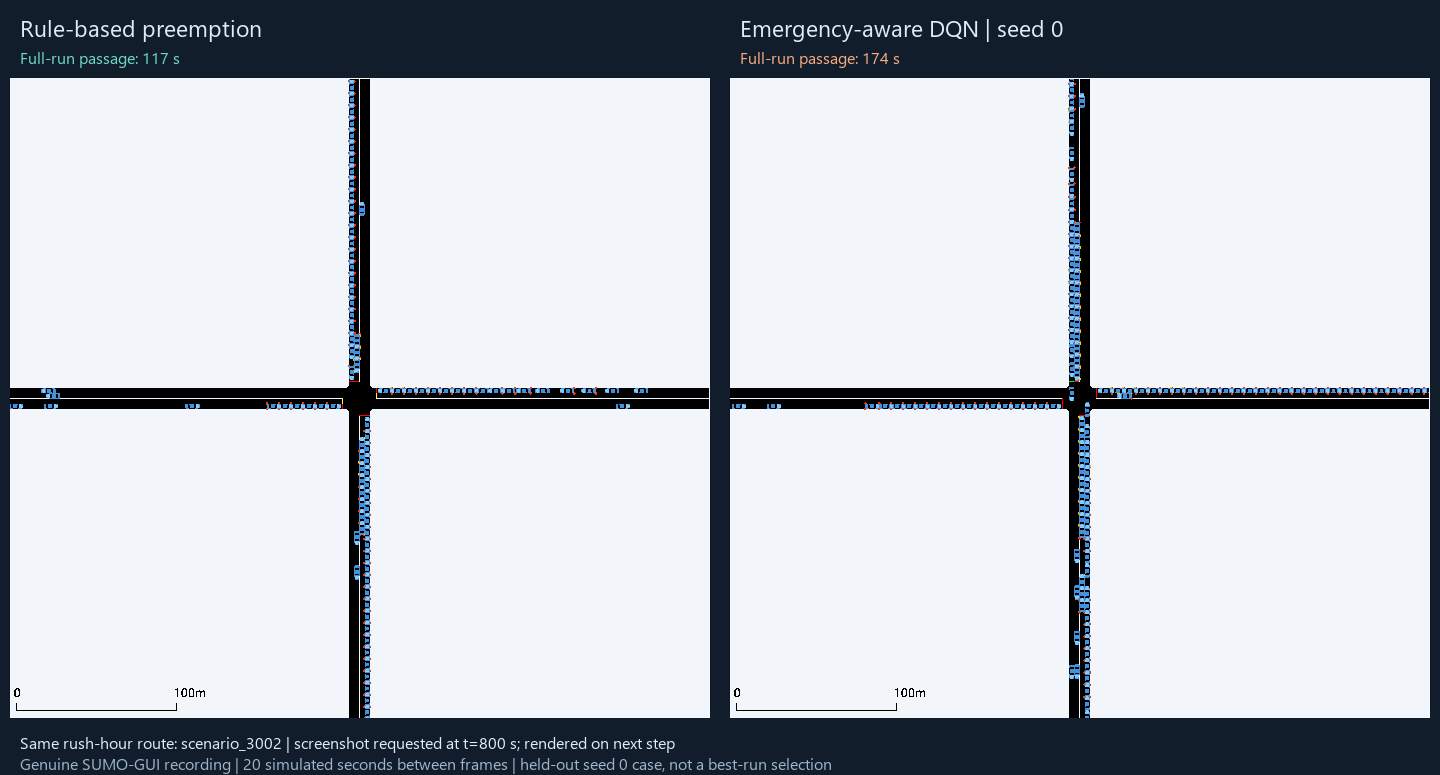 Rule-based preemption
Full-run passage: 117 s
Emergency-aware DQN | seed 0
Full-run passage: 174 s
0 100m
0 100m
Same rush-hour route: scenario_3002 | screenshot requested at t=800 s; rendered on next step
Genuine SUMO-GUI recording | 20 simulated seconds between frames | held-out seed 0 case, not a best-run selection